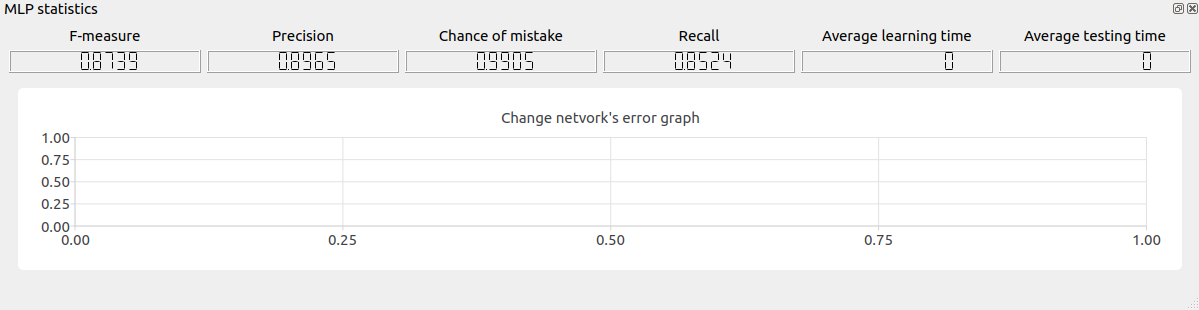 MLP statistics
F-measure Precision Chance of mistake Recall Average learning time Average testing time
0.8739 0.8965 0.9905 0.8524 0 0
Change netvork's error graph
1.00
0.75
0.50
0.25
0.00
0.00 0.25 0.50 0.75 1.00